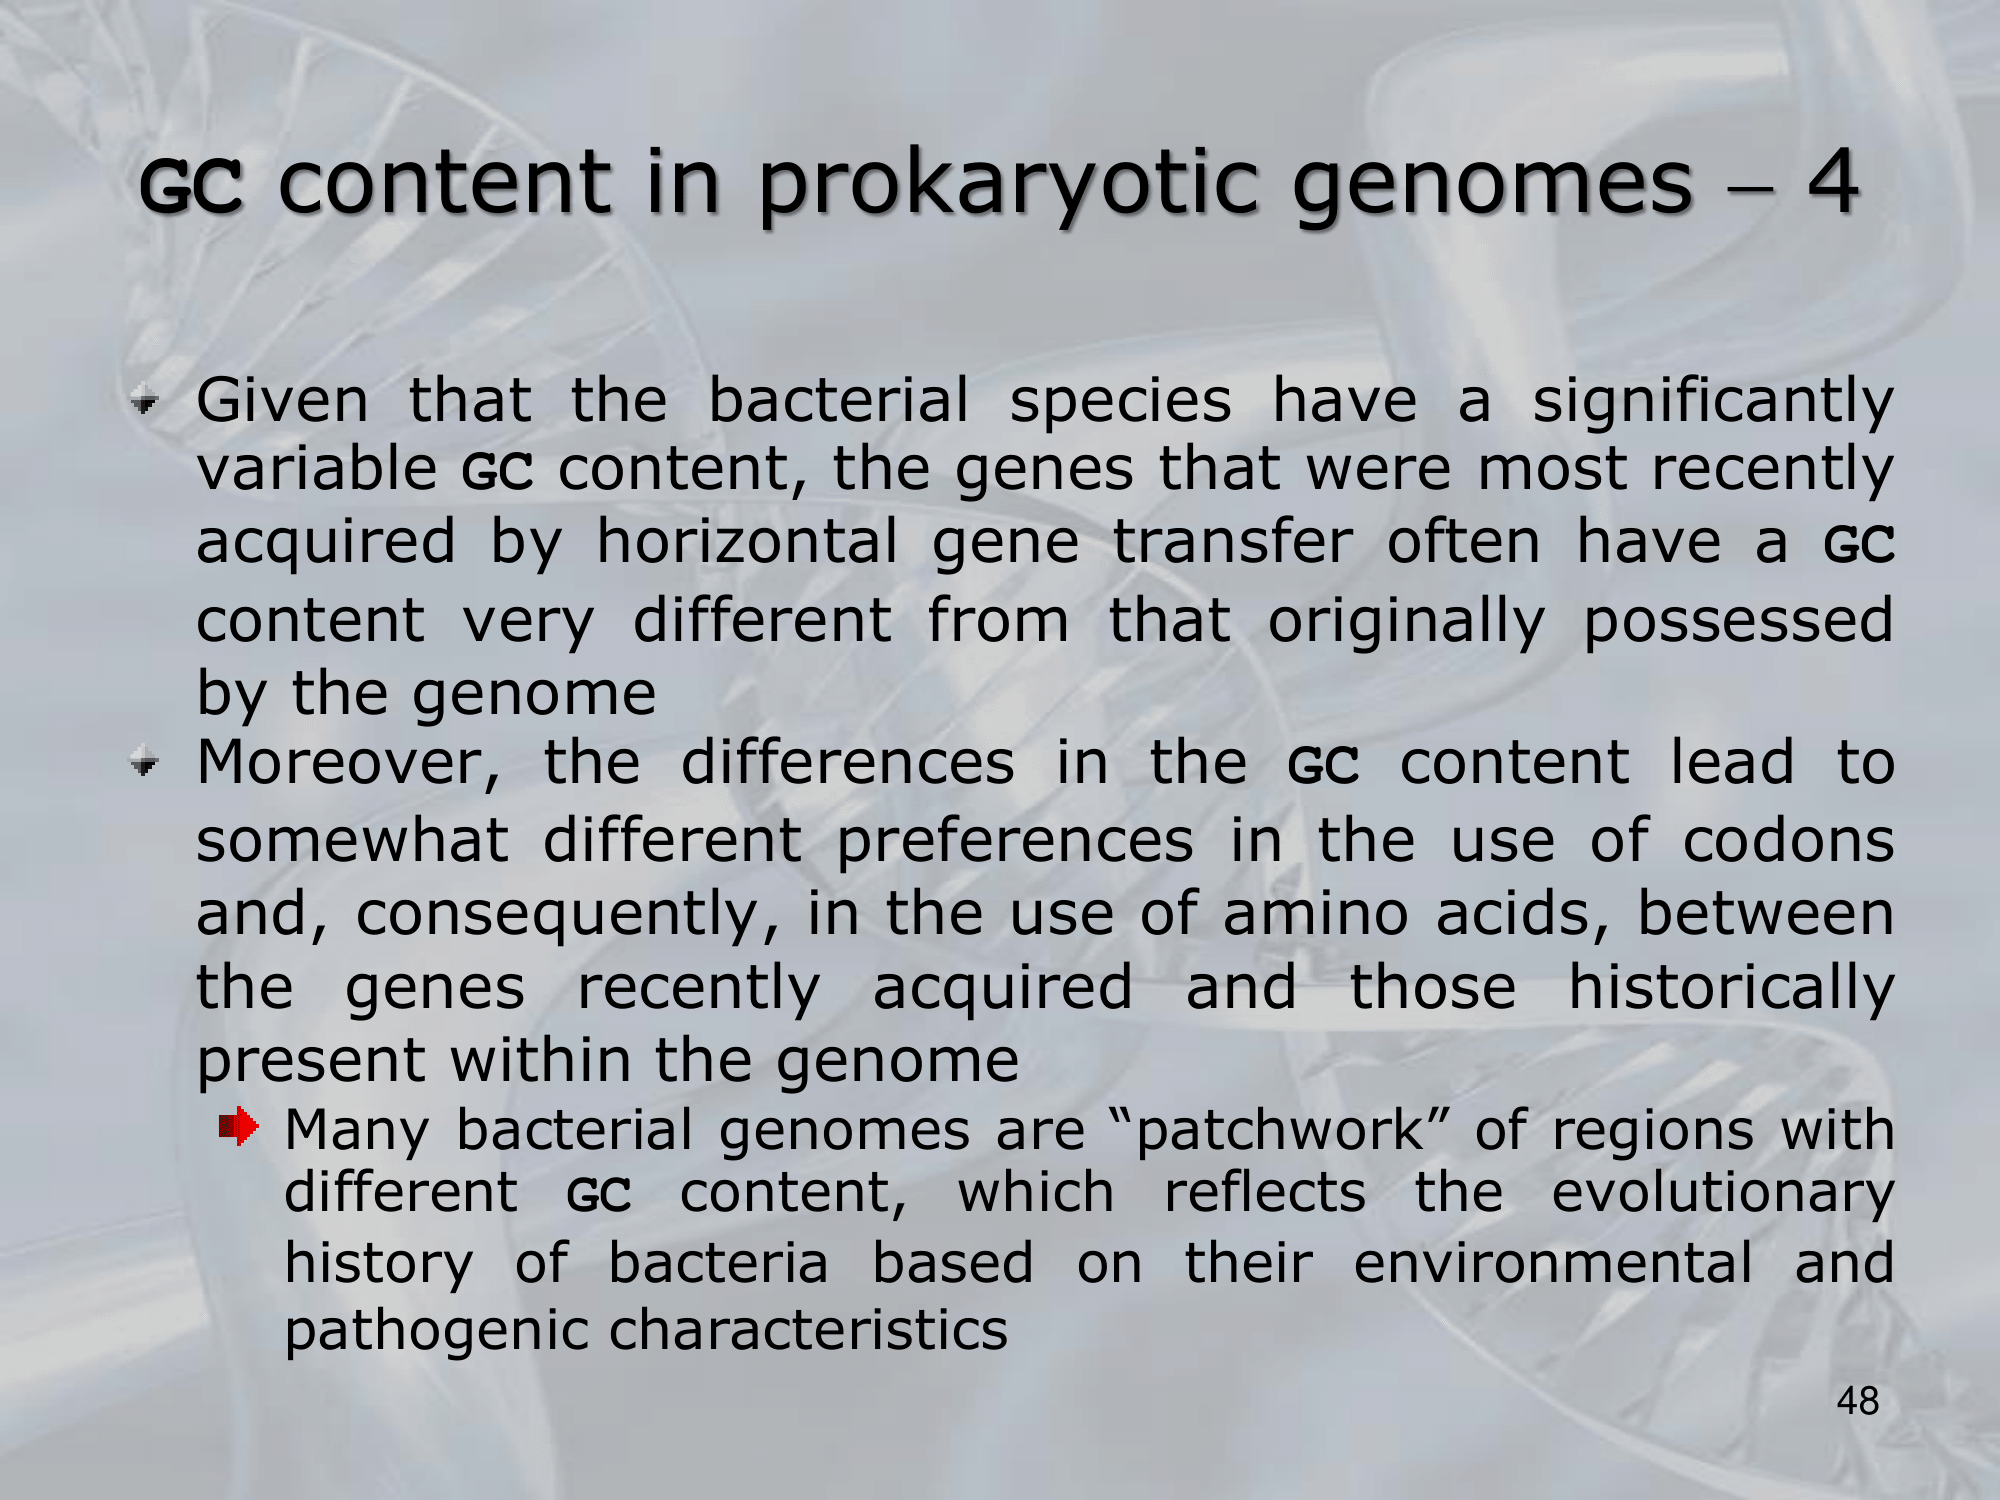 GC content in prokaryotic genomes – 4
Given that the bacterial species have a significantly
variable GC content, the genes that were most recently
acquired by horizontal gene transfer often have a GC
content very different from that originally possessed
by the genome
Moreover, the differences in the GC content lead to
somewhat different preferences in the use of codons
and, consequently, in the use of amino acids, between
the genes recently acquired and those historically
present within the genome
Many bacterial genomes are “patchwork” of regions with
different GC content, which reflects the evolutionary
history of bacteria based on their environmental and
pathogenic characteristics
48